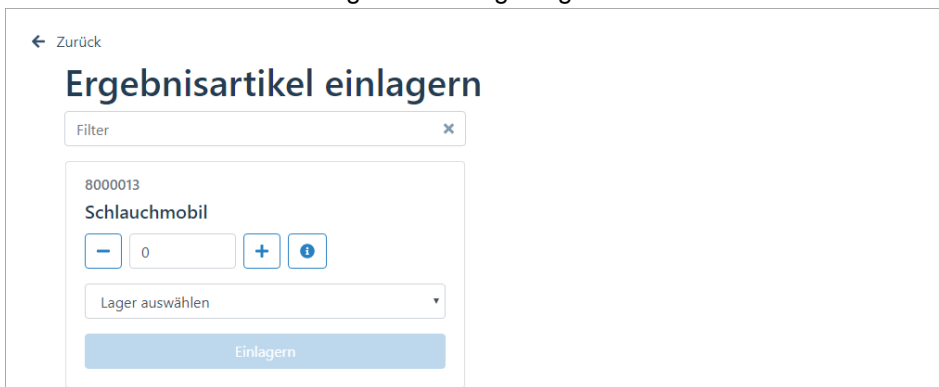 Zurück
Ergebnisartikel einlagern
Filter
8000013
Schlauchmobil
0
Lager auswählen
Einlagern